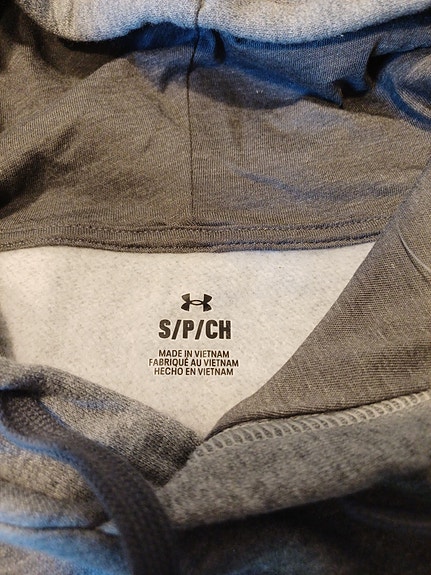 S/P/CH
MADE IN VIETNAM
FABRIQUÉ AU VIETNAM
HECHO EN VIETNAM